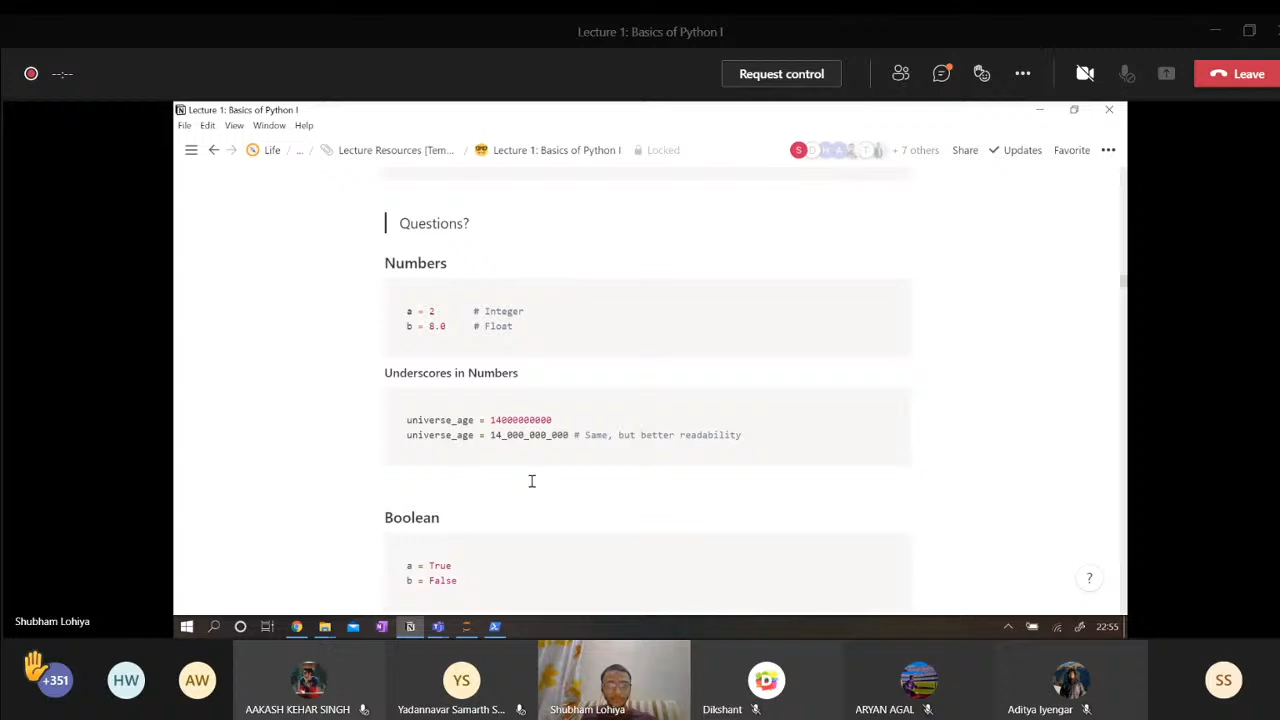 Lecture 1: Basics of Python I
--:--
Request control
Leave
Lecture 1: Basics of Python I
File Edit View Window Help
Life / ... / Lecture Resources [Tem... / Lecture 1: Basics of Python I Locked
S D H A T + 7 others Share Updates Favorite
Questions?
Numbers
a = 2 # Integer
b = 8.0 # Float
Underscores in Numbers
universe_age = 14000000000
universe_age = 14_000_000_000 # Same, but better readability
Boolean
a = True
b = False
?
Shubham Lohiya
22:55
+351
HW
AW
AAKASH KEHAR SINGH
YS
Yadannavar Samarth S...
Shubham Lohiya
Dikshant
ARYAN AGAL
Aditya Iyengar
SS